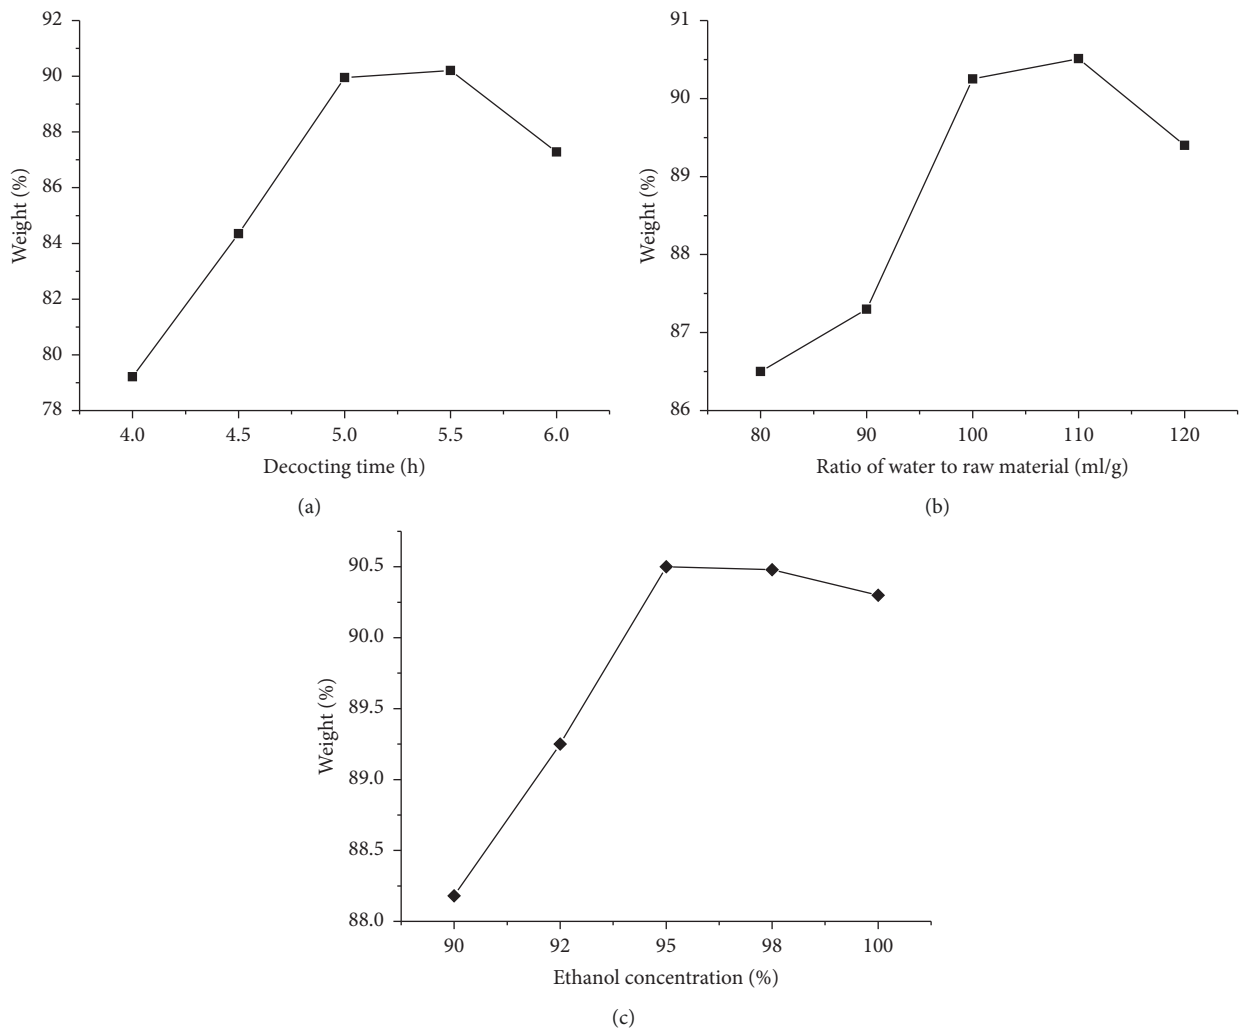 92
90
88
86
84
82
80
78
Weight (%)
4.0 4.5 5.0 5.5 6.0
Decocting time (h)
(a)
91
90
89
88
87
86
Weight (%)
80 90 100 110 120
Ratio of water to raw material (ml/g)
(b)
90.5
90.0
89.5
89.0
88.5
88.0
Weight (%)
90 92 95 98 100
Ethanol concentration (%)
(c)